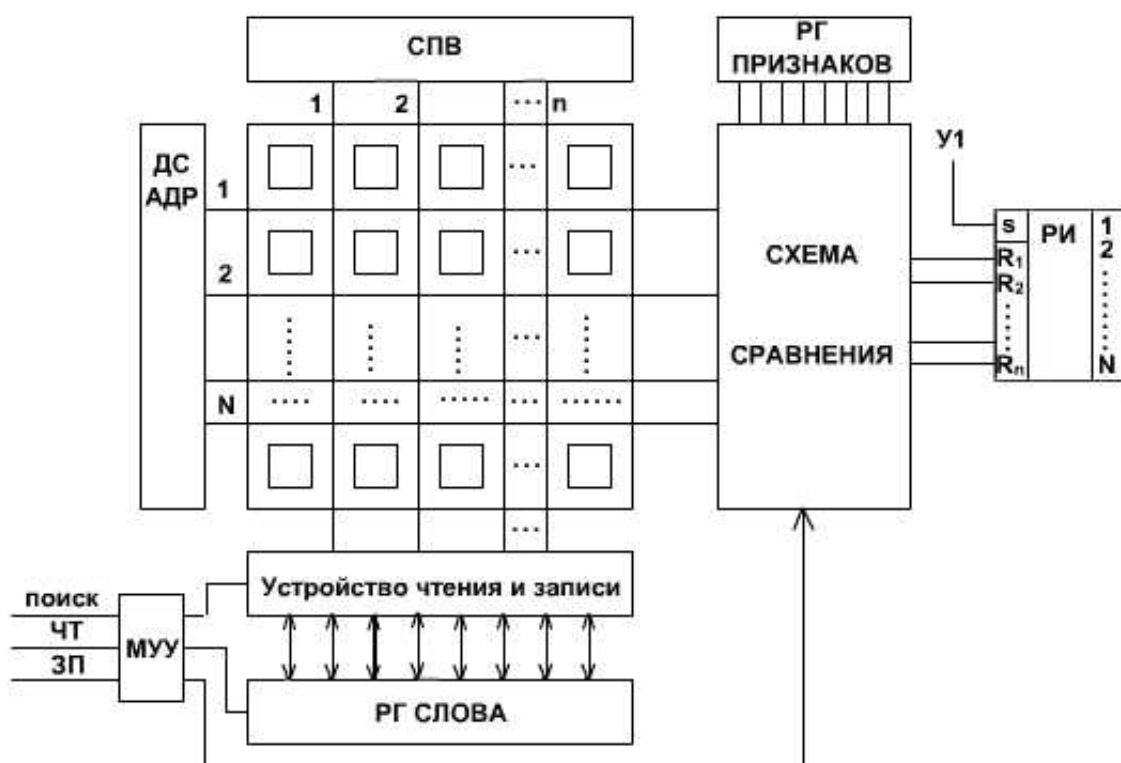 СПВ
РГ
ПРИЗНАКОВ
1 2 ... n
ДС
АДР
1
2
N
У1
СХЕМА
СРАВНЕНИЯ
S РИ 1
R₁ 2
R₂
Rₙ N
Устройство чтения и записи
поиск
ЧТ
ЗП
МУУ
РГ СЛОВА